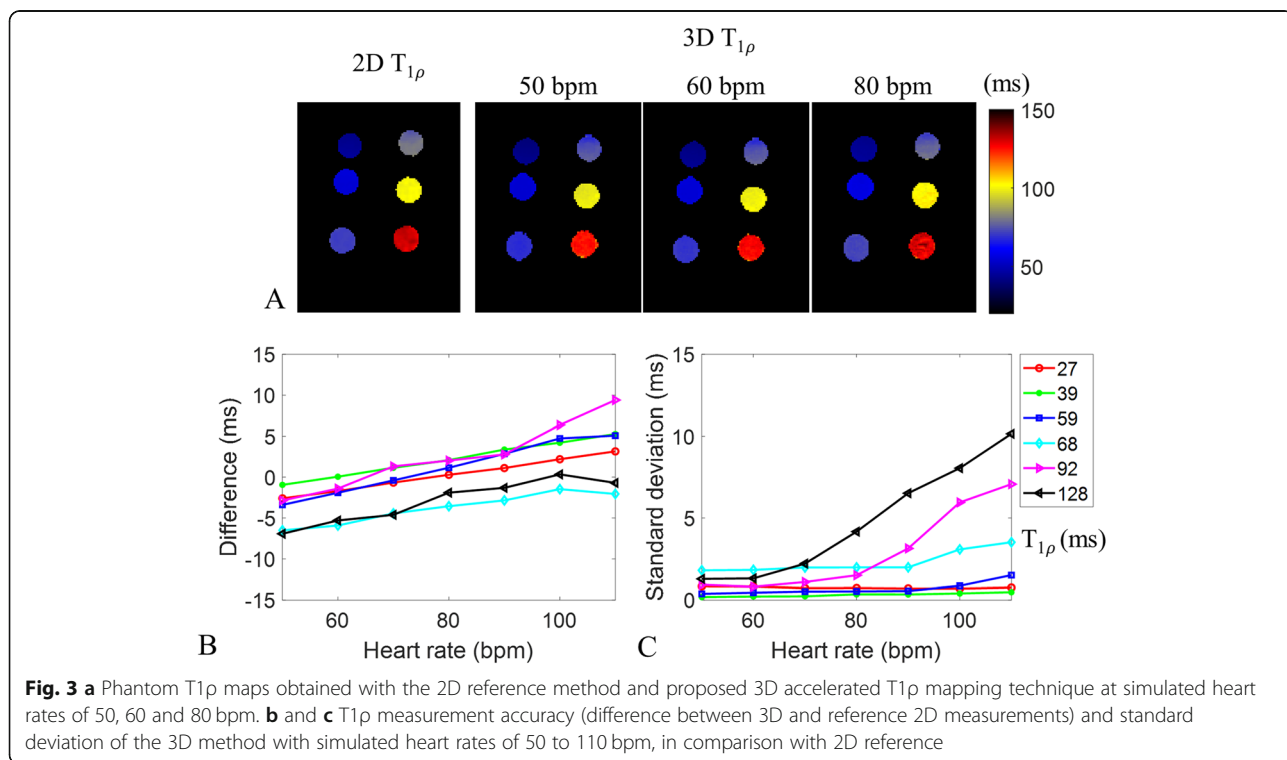 2D T1ρ
3D T1ρ
50 bpm
60 bpm
80 bpm
(ms)
150
100
50
A
15
10
5
0
-5
-10
-15
Difference (ms)
60
80
100
Heart rate (bpm)
B
15
10
5
0
Standard deviation (ms)
60
80
100
Heart rate (bpm)
C
27
39
59
68
92
128
T1ρ (ms)
Fig. 3 a Phantom T1ρ maps obtained with the 2D reference method and proposed 3D accelerated T1ρ mapping technique at simulated heart
rates of 50, 60 and 80 bpm. b and c T1ρ measurement accuracy (difference between 3D and reference 2D measurements) and standard
deviation of the 3D method with simulated heart rates of 50 to 110 bpm, in comparison with 2D reference